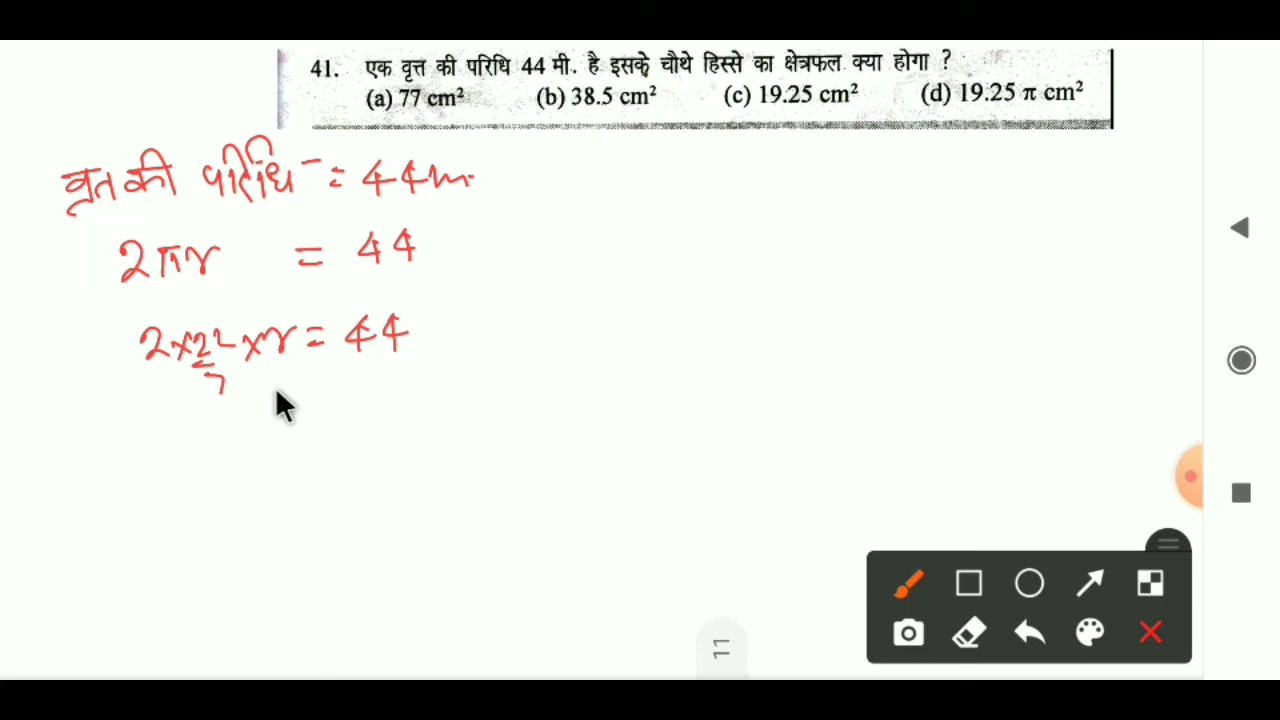 41. एक वृत्त की परिधि 44 मी. है इसके चौथे हिस्से का क्षेत्रफल क्या होगा ?
(a) 77 cm² (b) 38.5 cm² (c) 19.25 cm² (d) 19.25 π cm²
व्रत की परिधि = 44m.
2πr = 44
2×22/7×r = 44
11